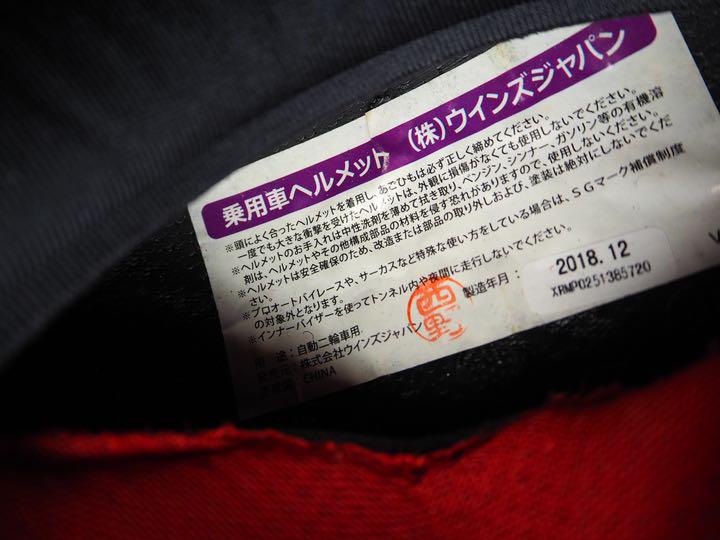 乗用車ヘルメット (株)ウインズジャパン
※頭によく合ったヘルメットを着用し、あごひもは必ず正しく締めてください。
一度でも大きな衝撃を受けたヘルメットは、外観に損傷がなくても使用しないでください。
※ヘルメットのお手入れは中性洗剤を薄めて拭き取り、ベンジン、シンナー、ガソリン等の有機溶
剤は、ヘルメットやその他構成部品の材料を侵す恐れがありますので、使用しないください。
※ヘルメットは安全確保のため、改造または部品の取り外しおよび、塗装は絶対にしないでくだ
さい。
※プロオートバイレースや、サーカスなど特殊な使い方をしている場合は、SGマーク補償制度
の対象外となります。
※インナーバイザーを使ってトンネル内や夜間に走行しないでください。
用 途:自動二輪車用
株式会社ウインズジャパン
CHINA
西野
製造年月:
2018.12
XRMP0251385720